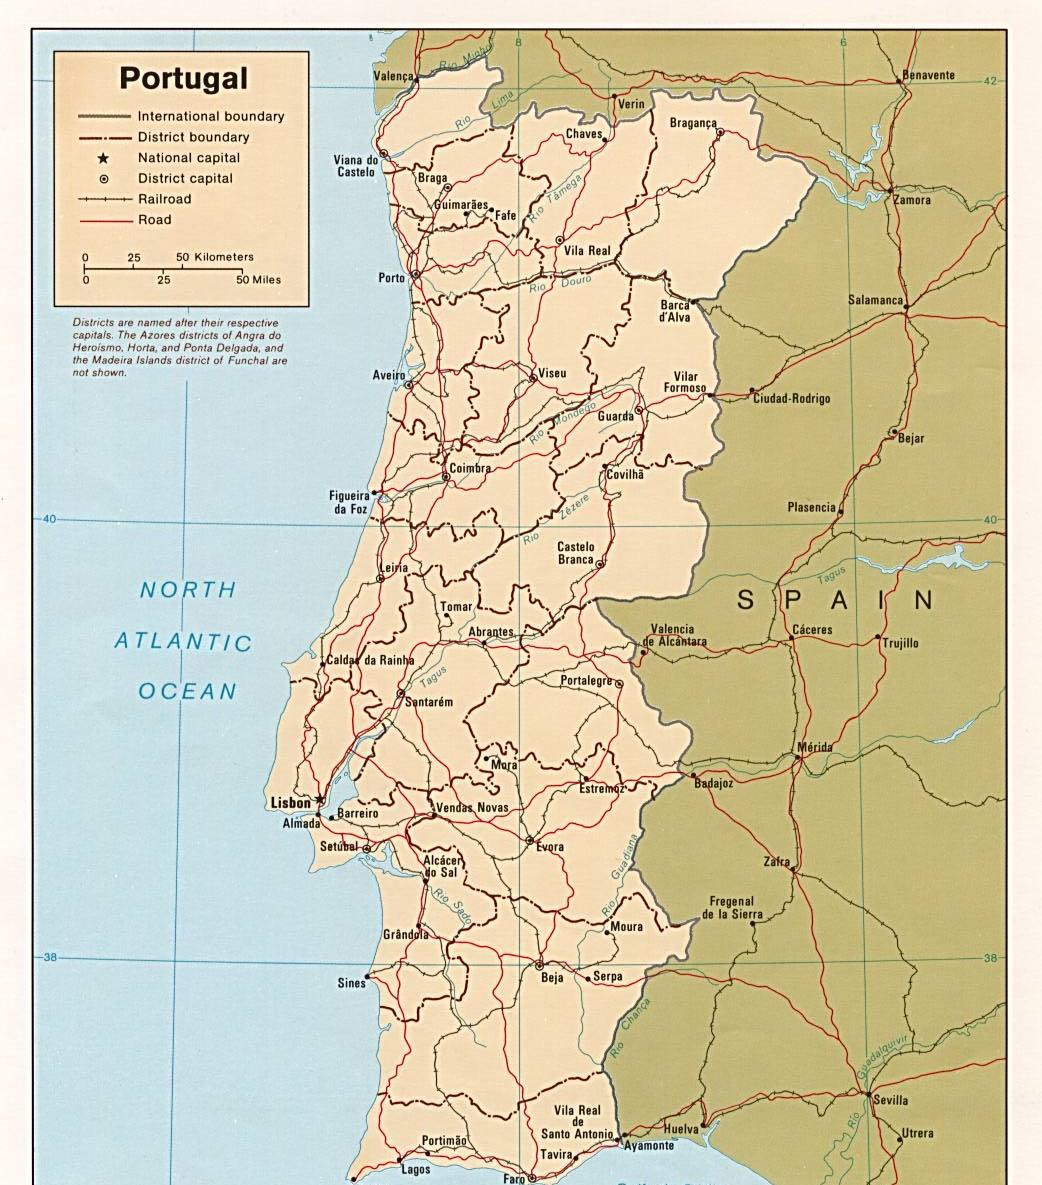 Portugal
International boundary
District boundary
National capital
District capital
Railroad
Road
0 25 50 Kilometers
0 25 50 Miles
Districts are named after their respective
capitals. The Azores districts of Angra do
Heroísmo, Horta, and Ponta Delgada, and
the Madeira Islands district of Funchal are
not shown.
8
6
42
Rio Minho
Valença
Benavente
Verin
Rio Lima
Bragança
Chaves
Viana do
Castelo
Braga
Zamora
Guimarães
Fafe
Rio Támega
Vila Real
Porto
Rio Douro
Barca
d'Alva
Salamanca
Aveiro
Viseu
Vilar
Formoso
Ciudad-Rodrigo
Guarda
Rio Mondego
Bejar
Coimbra
Covilhã
Figueira
da Foz
Rio Zêzere
Plasencia
40
40
Castelo
Branca
Leiria
Tagus
NORTH
ATLANTIC
OCEAN
SPAIN
Tomar
Abrantes
Valencia
de Alcántara
Cáceres
Trujillo
Caldas da Rainha
Tagus
Portalegre
Santarém
Mérida
Mora
Estremoz
Badajoz
Lisbon
Almada
Barreiro
Vendas Novas
Setúbal
Évora
Alcácer
do Sal
Rio Guadiana
Zafra
Rio Sado
Fregenal
de la Sierra
Grândola
Moura
38
38
Sines
Beja
Serpa
Rio Chança
Guadalquivir
Rio
Sevilla
Vila Real
de
Santo Antonio
Huelva
Utrera
Ayamonte
Portimão
Tavira
Lagos
Faro